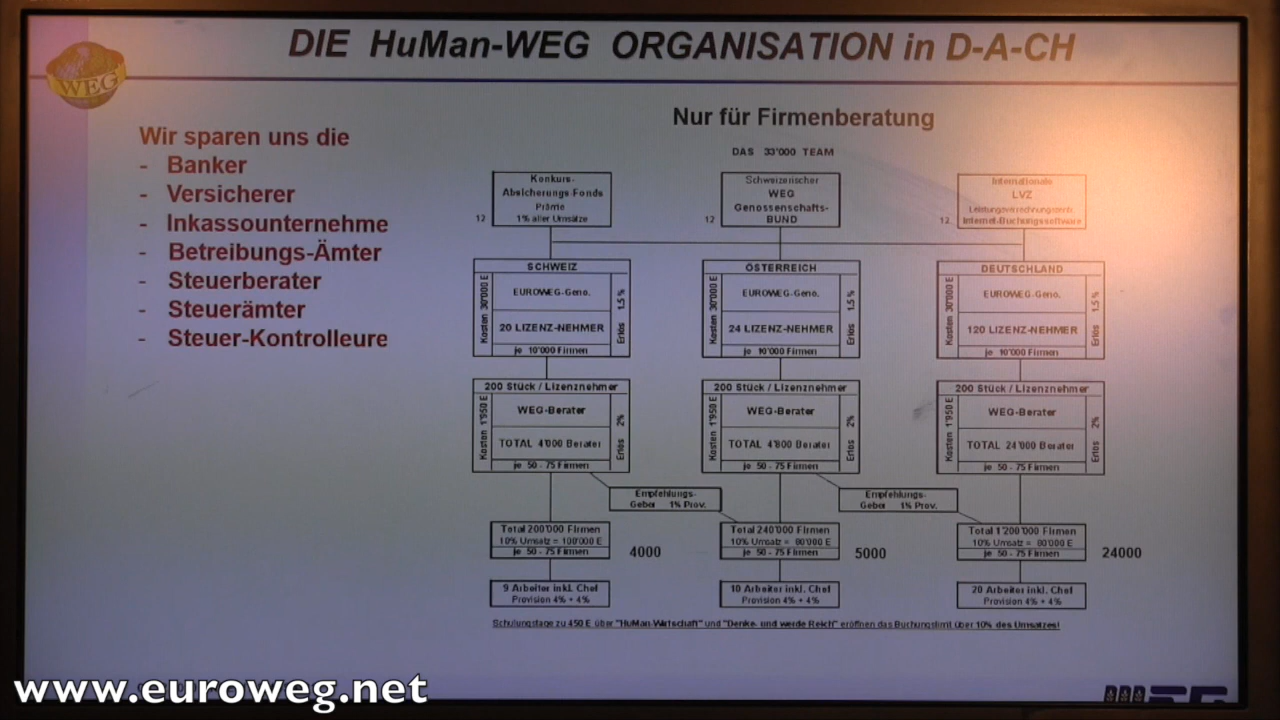 DIE HuMan-WEG ORGANISATION in D-A-CH
WEG
Nur für Firmenberatung
DAS 33'000 TEAM
Wir sparen uns die
- Banker
- Versicherer
- Inkassounternehme
- Betreibungs-Ämter
- Steuerberater
- Steuerämter
- Steuer-Kontrolleure
12
Konkurs-
Absicherungs-Fonds
Prämie
1% aller Umsätze
12
Schweizerischer
WEG
Genossenschafts-
BUND
12
Internationale
LVZ
Internet-Buchungssoftware
SCHWEIZ
Kosten 30'000 E
EUROWEG-Geno.
20 LIZENZ-NEHMER
Erlös 1.5 %
je 10'000 Firmen
ÖSTERREICH
Kosten 30'000 E
EUROWEG-Geno.
24 LIZENZ-NEHMER
Erlös 1.5 %
je 10'000 Firmen
DEUTSCHLAND
Kosten 30'000 E
EUROWEG-Geno.
120 LIZENZ-NEHMER
Erlös 1.5 %
je 10'000 Firmen
200 Stück / Lizenznehmer
Kosten 1'950 E
WEG-Berater
TOTAL 4'000 Berater
Erlös 2%
je 50 - 75 Firmen
200 Stück / Lizenznehmer
Kosten 1'950 E
WEG-Berater
TOTAL 4'800 Berater
Erlös 2%
je 50 - 75 Firmen
200 Stück / Lizenznehmer
Kosten 1'950 E
WEG-Berater
TOTAL 24'000 Berater
Erlös 2%
je 50 - 75 Firmen
Empfehlungs-
Geber 1% Prov.
Empfehlungs-
Geber 1% Prov.
Total 200'000 Firmen
10% Umsatz = 100'000 E
je 50 - 75 Firmen
4000
Total 240'000 Firmen
10% Umsatz = 80'000 E
je 50 - 75 Firmen
5000
Total 1'200'000 Firmen
10% Umsatz = 80'000 E
je 50 - 75 Firmen
24000
9 Arbeiter inkl. Chef
Provision 4% + 4%
10 Arbeiter inkl. Chef
Provision 4% + 4%
20 Arbeiter inkl. Chef
Provision 4% + 4%
Schulungstage zu 450 E über "HuMan-Wirtschaft" und "Denke- und werde Reich" eröffnen das Buchungslimit über 10% des Umsatzes!
www.euroweg.net